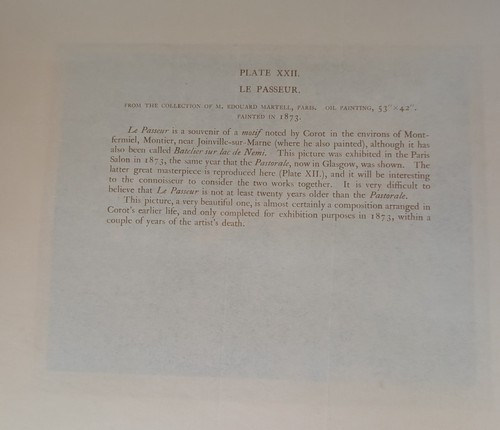 PLATE XXII.
LE PASSEUR.
FROM THE COLLECTION OF M. EDOUARD MARTELL, PARIS. OIL PAINTING, 53" × 42".
PAINTED IN 1873.
Le Passeur is a souvenir of a motif noted by Corot in the environs of Mont-
fermiel, Montier, near Joinville-sur-Marne (where he also painted), although it has
also been called Batelier sur lac de Nemi. This picture was exhibited in the Paris
Salon in 1873, the same year that the Pastorale, now in Glasgow, was shown. The
latter great masterpiece is reproduced here (Plate XII.), and it will be interesting
to the connoisseur to consider the two works together. It is very difficult to
believe that Le Passeur is not at least twenty years older than the Pastorale.
This picture, a very beautiful one, is almost certainly a composition arranged in
Corot's earlier life, and only completed for exhibition purposes in 1873, within a
couple of years of the artist's death.